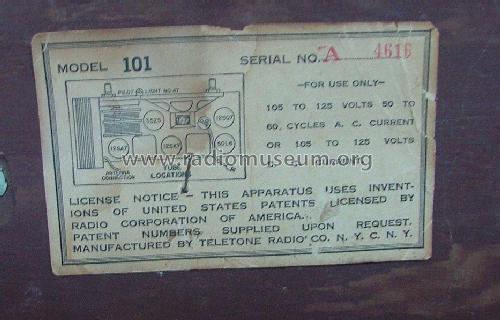 MODEL 101 SERIAL NO. A 4616
PILOT LIGHT NO. 47
35Z5
12SQ7
12SA7
12SK7
50L6
ANTENNA
CONNECTION
TUBE
LOCATIONS
—FOR USE ONLY—
105 TO 125 VOLTS 50 TO
60, CYCLES A. C. CURRENT
OR 105 TO 125 VOLTS
D. C. CURRENT
www.radiomuseum.org
LICENSE NOTICE — THIS APPARATUS USES INVENT-
IONS OF UNITED STATES PATENTS LICENSED BY
RADIO CORPORATION OF AMERICA.
PATENT NUMBERS SUPPLIED UPON REQUEST.
MANUFACTURED BY TELETONE RADIO CO. N. Y. C. N. Y.